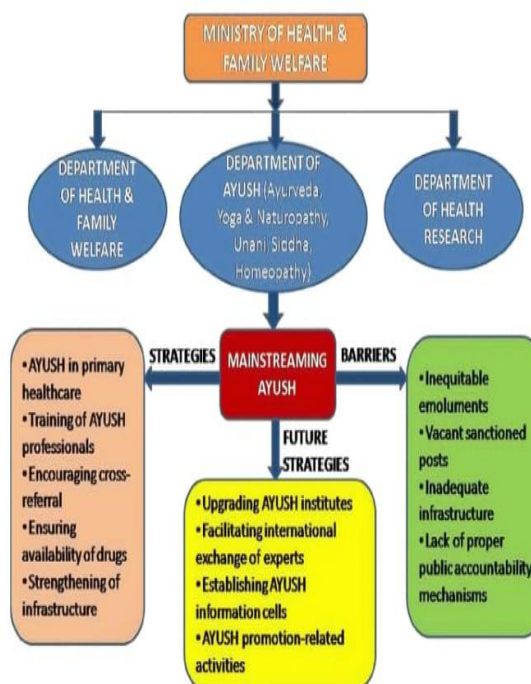 MINISTRY OF HEALTH &
FAMILY WELFARE
DEPARTMENT
OF HEALTH &
FAMILY
WELFARE
DEPARTMENT OF
AYUSH (Ayurveda,
Yoga & Naturopathy,
Unani, Siddha,
Homeopathy)
DEPARTMENT
OF HEALTH
RESEARCH
STRATEGIES
MAINSTREAMING
AYUSH
BARRIERS
•AYUSH in primary
healthcare
•Training of AYUSH
professionals
•Encouraging cross-
referral
•Ensuring
availability of drugs
•Strengthening of
infrastructure
FUTURE
STRATEGIES
•Upgrading AYUSH institutes
•Facilitating international
exchange of experts
•Establishing AYUSH
information cells
•AYUSH promotion-related
activities
•Inequitable
emoluments
•Vacant sanctioned
posts
•Inadequate
infrastructure
•Lack of proper
public accountability
mechanisms